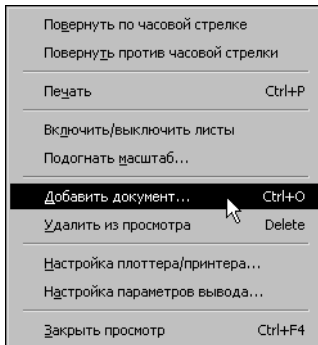 Повернуть по часовой стрелке
Повернуть против часовой стрелки
Печать Ctrl+P
Включить/выключить листы
Подогнать масштаб...
Добавить документ... Ctrl+O
Удалить из просмотра Delete
Настройка плоттера/принтера...
Настройка параметров вывода...
Закрыть просмотр Ctrl+F4